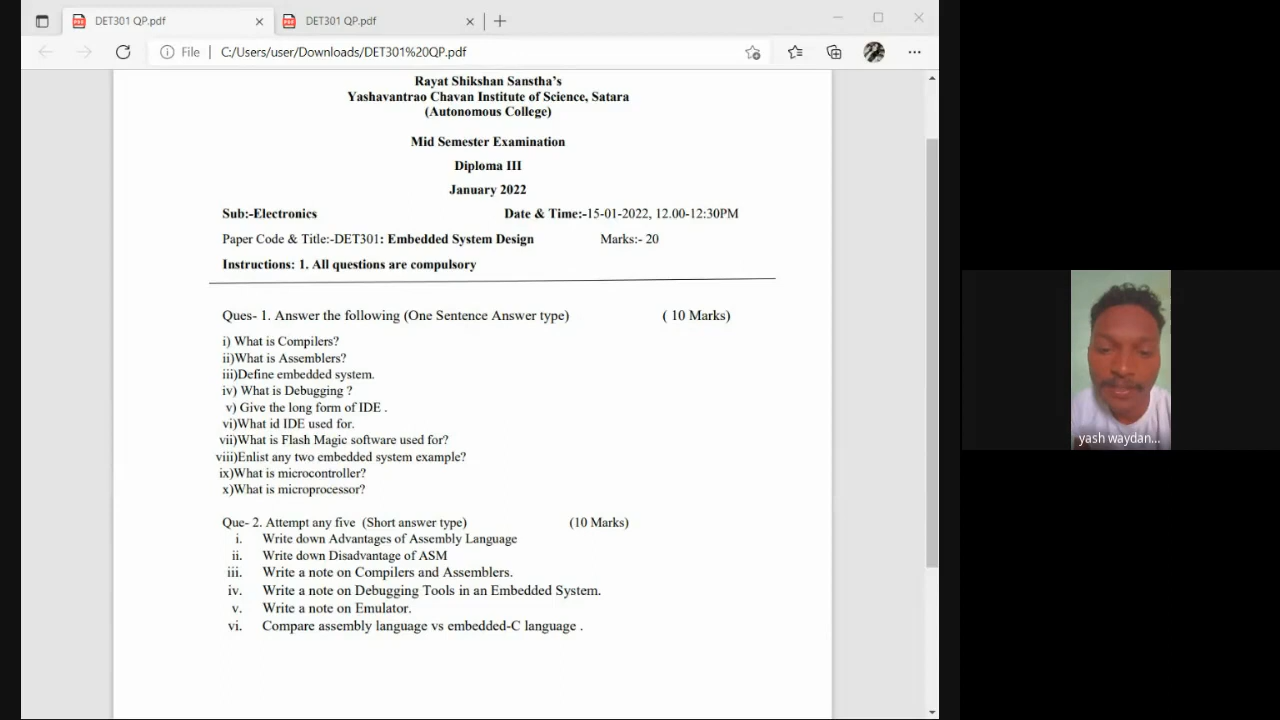 DET301 QP.pdf
DET301 QP.pdf
File
C:/Users/user/Downloads/DET301%20QP.pdf
Rayat Shikshan Sanstha's
Yashavantrao Chavan Institute of Science, Satara
(Autonomous College)
Mid Semester Examination
Diploma III
January 2022
Sub:-Electronics Date & Time:-15-01-2022, 12.00-12:30PM
Paper Code & Title:-DET301: Embedded System Design Marks:- 20
Instructions: 1. All questions are compulsory
Ques- 1. Answer the following (One Sentence Answer type) ( 10 Marks)
i) What is Compilers?
ii)What is Assemblers?
iii)Define embedded system.
iv) What is Debugging ?
v) Give the long form of IDE .
vi)What id IDE used for.
vii)What is Flash Magic software used for?
viii)Enlist any two embedded system example?
ix)What is microcontroller?
x)What is microprocessor?
Que- 2. Attempt any five (Short answer type) (10 Marks)
i. Write down Advantages of Assembly Language
ii. Write down Disadvantage of ASM
iii. Write a note on Compilers and Assemblers.
iv. Write a note on Debugging Tools in an Embedded System.
v. Write a note on Emulator.
vi. Compare assembly language vs embedded-C language .
yash waydan...